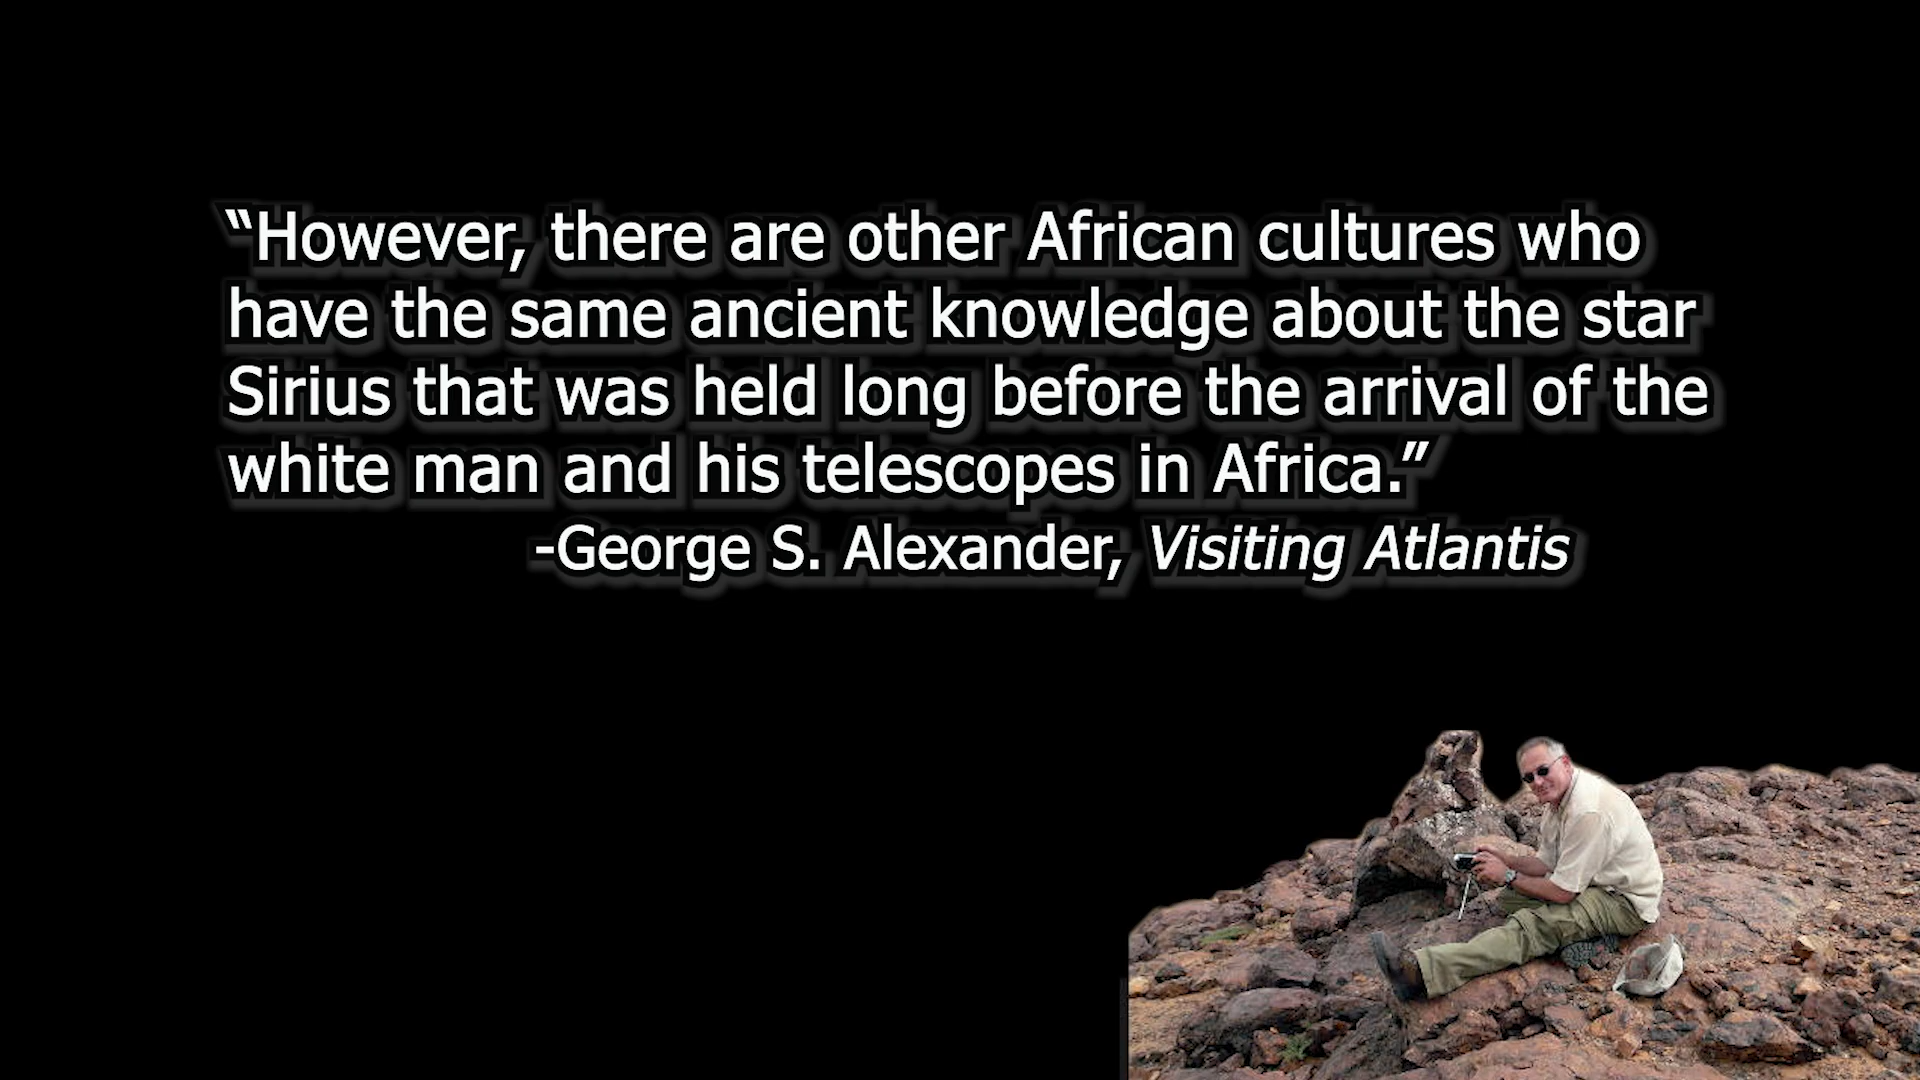 “However, there are other African cultures who
have the same ancient knowledge about the star
Sirius that was held long before the arrival of the
white man and his telescopes in Africa.”
-George S. Alexander, Visiting Atlantis